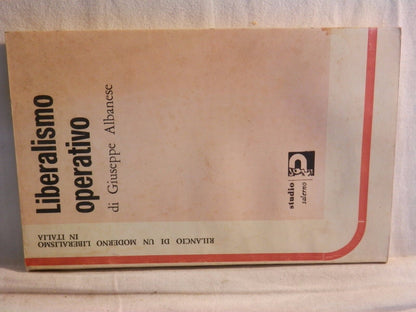 Liberalismo
operativo
di Giuseppe Albanese
studio
salerno
RILANCIO DI UN MODERNO LIBERALISMO
IN ITALIA